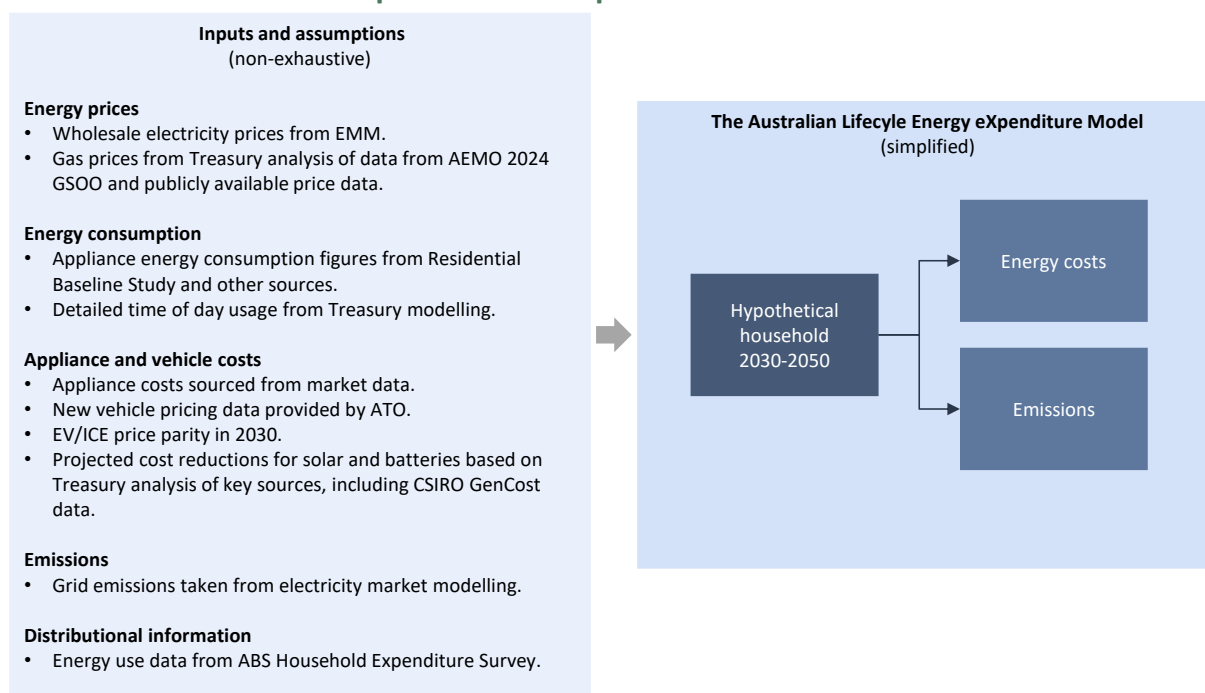 Inputs and assumptions
(non-exhaustive)
Energy prices
• Wholesale electricity prices from EMM.
• Gas prices from Treasury analysis of data from AEMO 2024
GSOO and publicly available price data.
Energy consumption
• Appliance energy consumption figures from Residential
Baseline Study and other sources.
• Detailed time of day usage from Treasury modelling.
Appliance and vehicle costs
• Appliance costs sourced from market data.
• New vehicle pricing data provided by ATO.
• EV/ICE price parity in 2030.
• Projected cost reductions for solar and batteries based on
Treasury analysis of key sources, including CSIRO GenCost
data.
Emissions
• Grid emissions taken from electricity market modelling.
Distributional information
• Energy use data from ABS Household Expenditure Survey.
The Australian Lifecyle Energy eXpenditure Model
(simplified)
Hypothetical
household
2030-2050
Energy costs
Emissions